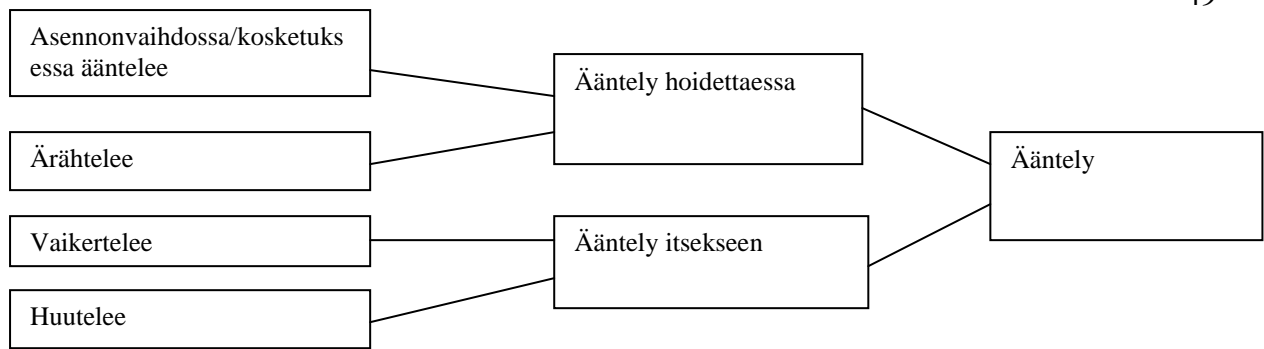 Asennonvaihdossa/kosketuks
essa ääntelee
Ääntely hoidettaessa
Ärähtelee
Ääntely
Vaikertelee
Ääntely itsekseen
Huutelee